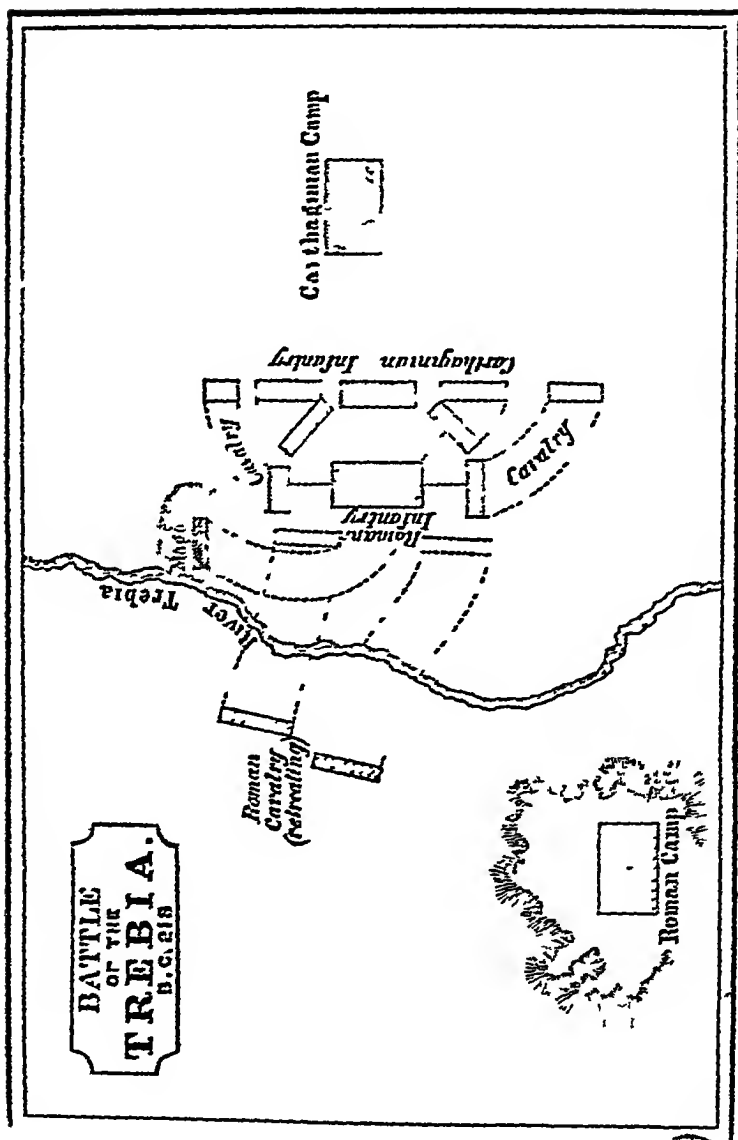 BATTLE
OF THE
TREBIA.
B.C. 218
Carthaginian Camp
Carthaginian Infantry
Cavalry
Cavalry
Roman
Infantry
Mago
River Trebia
Roman
Cavalry
(retreating)
Roman Camp